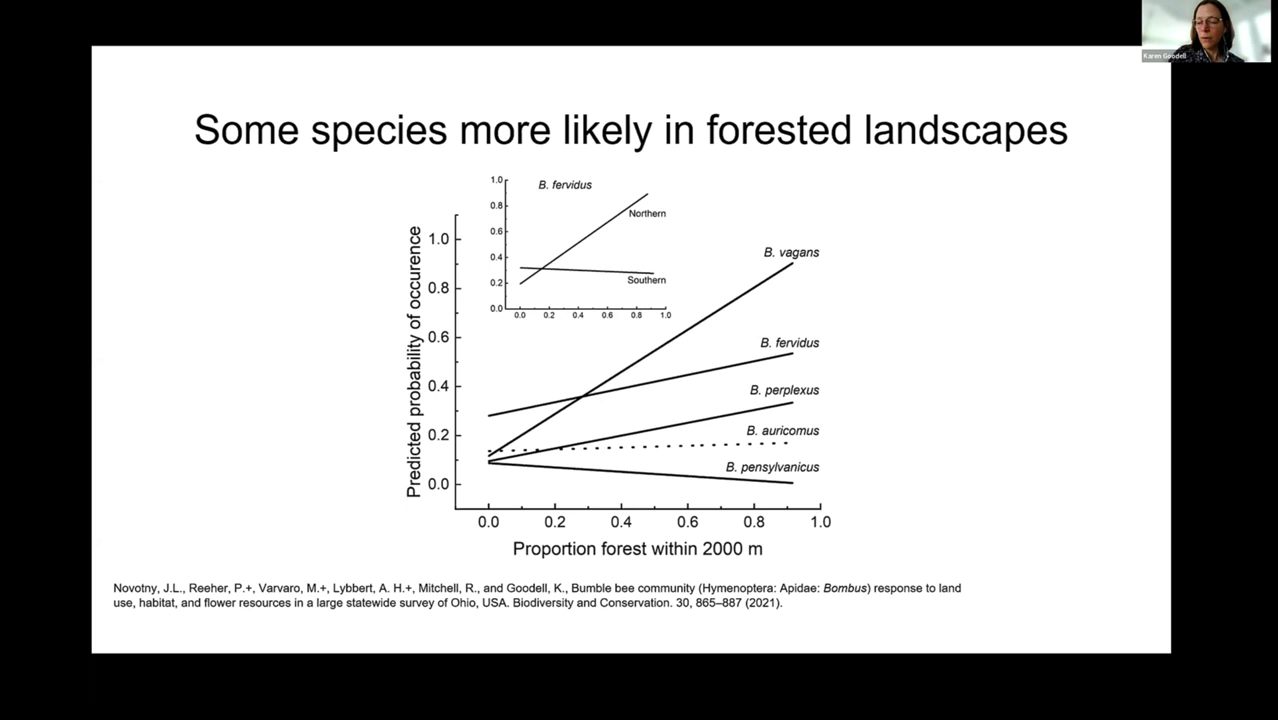 Karen Goodell
Some species more likely in forested landscapes
B. fervidus
1.0
0.8
0.6
0.4
0.2
0.0
Northern
Southern
0.0 0.2 0.4 0.6 0.8 1.0
Predicted probability of occurence
1.0
0.8
0.6
0.4
0.2
0.0
B. vagans
B. fervidus
B. perplexus
B. auricomus
B. pensylvanicus
0.0 0.2 0.4 0.6 0.8 1.0
Proportion forest within 2000 m
Novotny, J.L., Reeher, P.+, Varvaro, M.+, Lybbert, A. H.+, Mitchell, R., and Goodell, K., Bumble bee community (Hymenoptera: Apidae: Bombus) response to land
use, habitat, and flower resources in a large statewide survey of Ohio, USA. Biodiversity and Conservation. 30, 865–887 (2021).